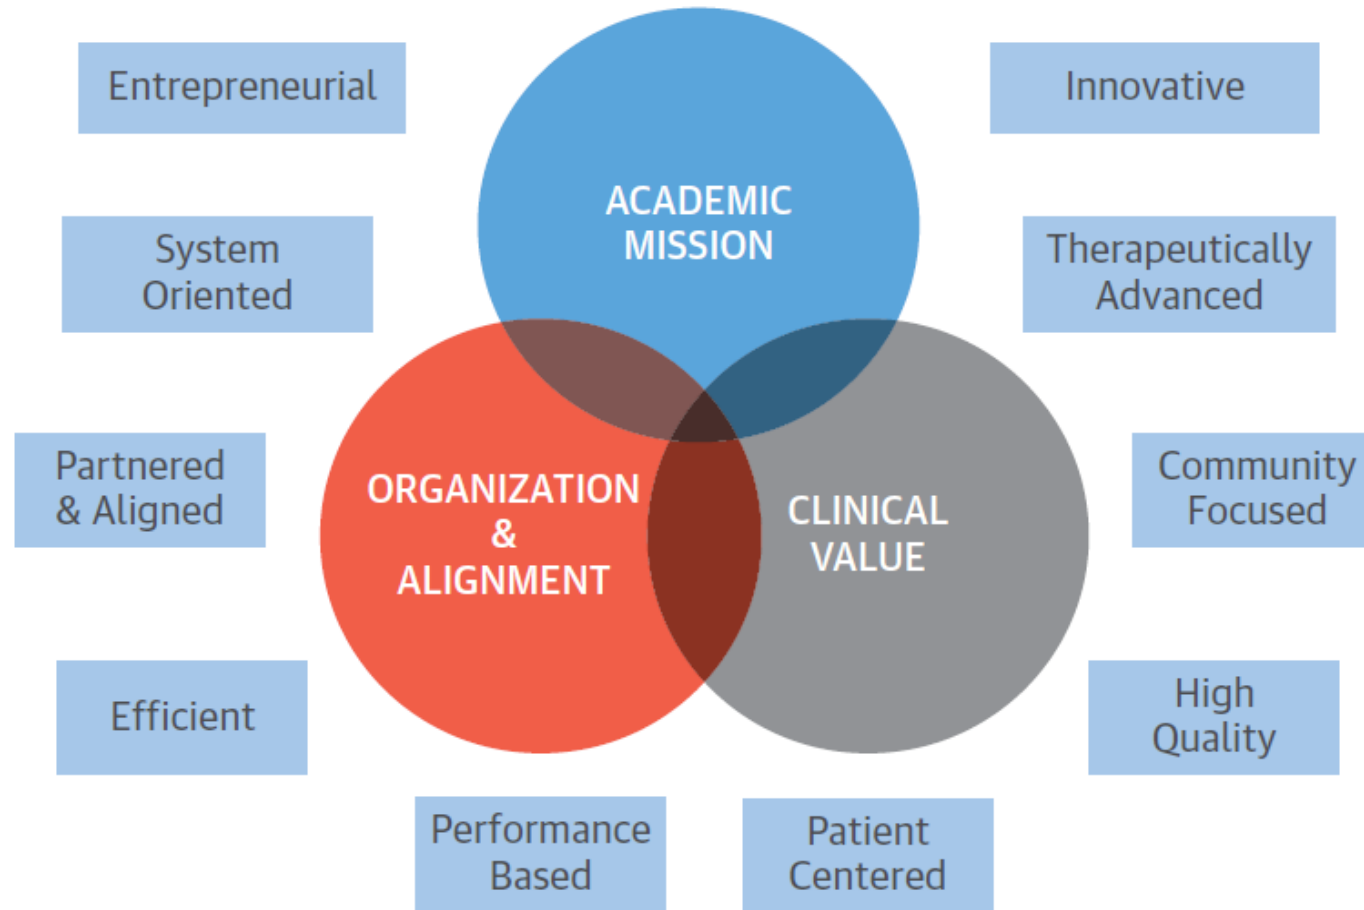 Entrepreneurial
Innovative
ACADEMIC
MISSION
System
Oriented
Therapeutically
Advanced
Partnered
& Aligned
ORGANIZATION
&
ALIGNMENT
CLINICAL
VALUE
Community
Focused
Efficient
High
Quality
Performance
Based
Patient
Centered